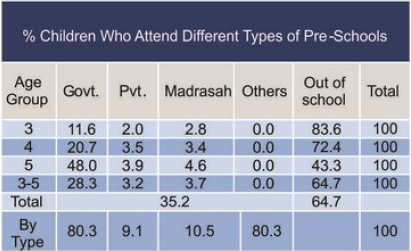 % Children Who Attend Different Types of Pre-Schools
Age Group Govt. Pvt. Madrasah Others Out of school Total
3 11.6 2.0 2.8 0.0 83.6 100
4 20.7 3.5 3.4 0.0 72.4 100
5 48.0 3.9 4.6 0.0 43.3 100
3-5 28.3 3.2 3.7 0.0 64.7 100
Total 35.2 64.7
By Type 80.3 9.1 10.5 80.3 100